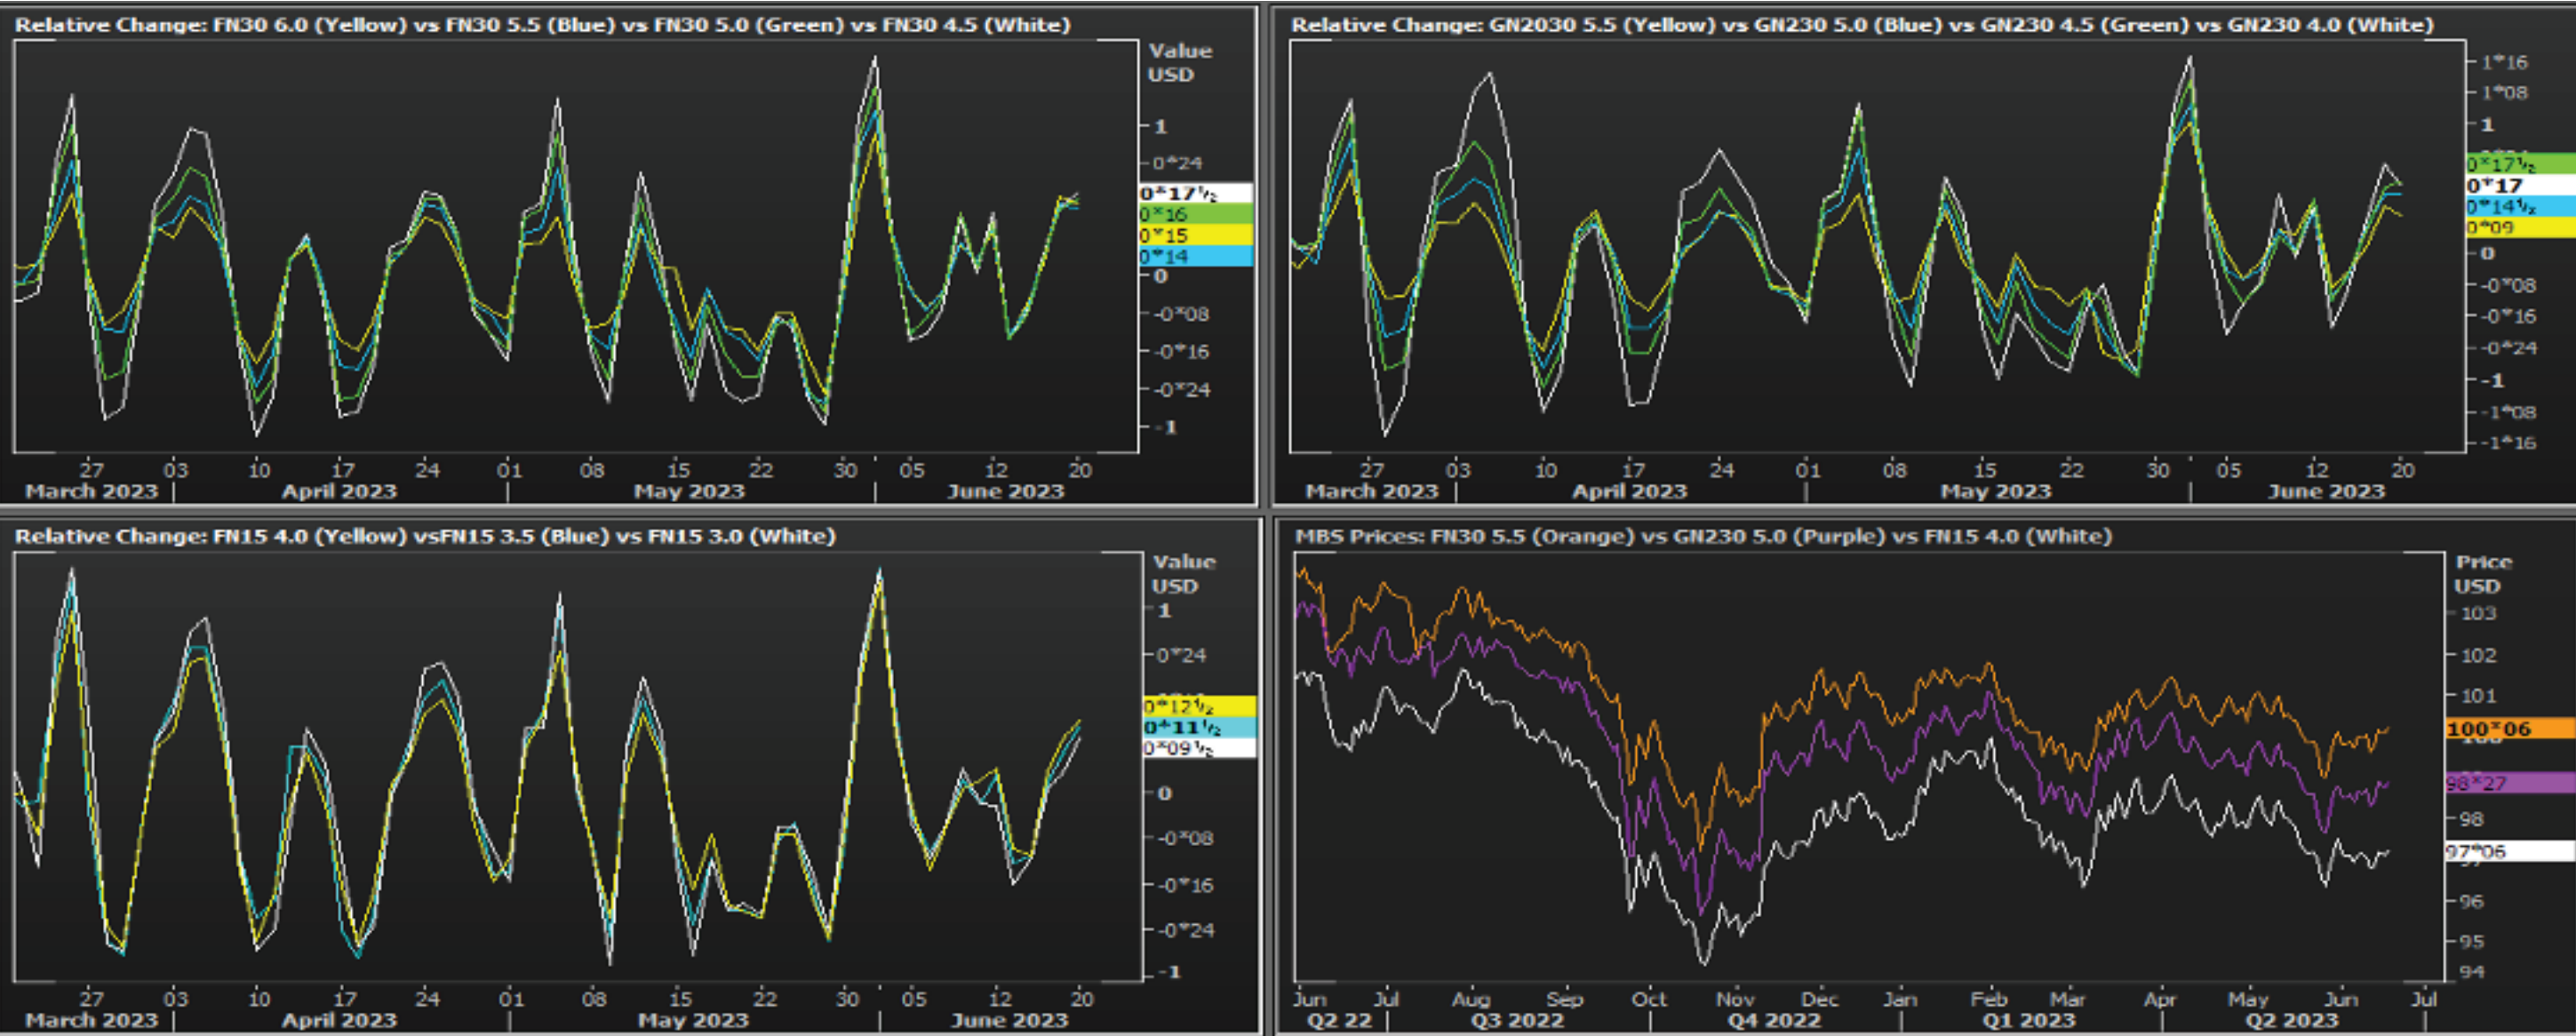 Relative Change: FN30 6.0 (Yellow) vs FN30 5.5 (Blue) vs FN30 5.0 (Green) vs FN30 4.5 (White)
Value
USD
1
0*24
0*17½
0*16
0*15
0*14
0
-0*08
-0*16
-0*24
-1
27 03 10 17 24 01 08 15 22 30 05 12 20
March 2023 April 2023 May 2023 June 2023
Relative Change: GN2030 5.5 (Yellow) vs GN230 5.0 (Blue) vs GN230 4.5 (Green) vs GN230 4.0 (White)
1*16
1*08
1
0*17½
0*17
0*14½
0*09
0
-0*08
-0*16
-0*24
-1
-1*08
-1*16
27 03 10 17 24 01 08 15 22 30 05 12 20
March 2023 April 2023 May 2023 June 2023
Relative Change: FN15 4.0 (Yellow) vsFN15 3.5 (Blue) vs FN15 3.0 (White)
Value
USD
1
0*24
0*12½
0*11½
0*09½
0
-0*08
-0*16
-0*24
-1
27 03 10 17 24 01 08 15 22 30 05 12 20
March 2023 April 2023 May 2023 June 2023
MBS Prices: FN30 5.5 (Orange) vs GN230 5.0 (Purple) vs FN15 4.0 (White)
Price
USD
103
102
101
100*06
98*27
98
97*06
96
95
94
Jun Jul Aug Sep Oct Nov Dec Jan Feb Mar Apr May Jun Jul
Q2 22 Q3 2022 Q4 2022 Q1 2023 Q2 2023